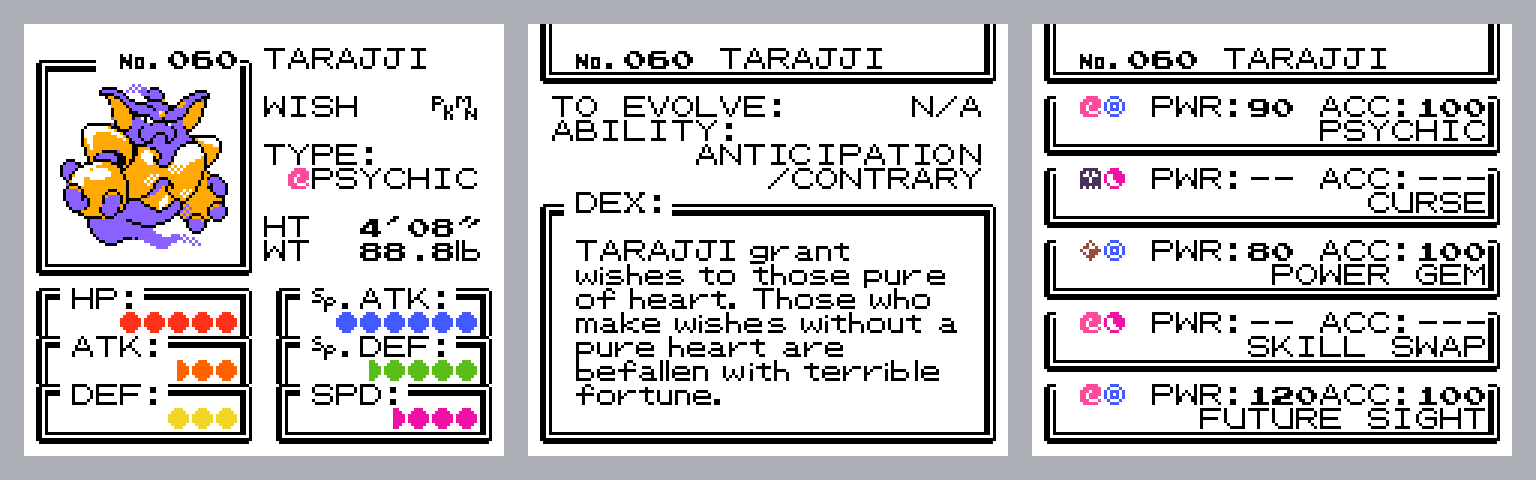 No. 060 TARAJJI
WISH PKMN
TYPE:
PSYCHIC
HT 4'08"
WT 88.8lb
HP: Sp.ATK:
ATK: Sp.DEF:
DEF: SPD:
No. 060 TARAJJI
TO EVOLVE: N/A
ABILITY:
ANTICIPATION
/CONTRARY
DEX:
TARAJJI grant
wishes to those pure
of heart. Those who
make wishes without a
pure heart are
befallen with terrible
fortune.
No. 060 TARAJJI
PWR:90 ACC:100
PSYCHIC
PWR:-- ACC:---
CURSE
PWR:80 ACC:100
POWER GEM
PWR:-- ACC:---
SKILL SWAP
PWR:120ACC:100
FUTURE SIGHT